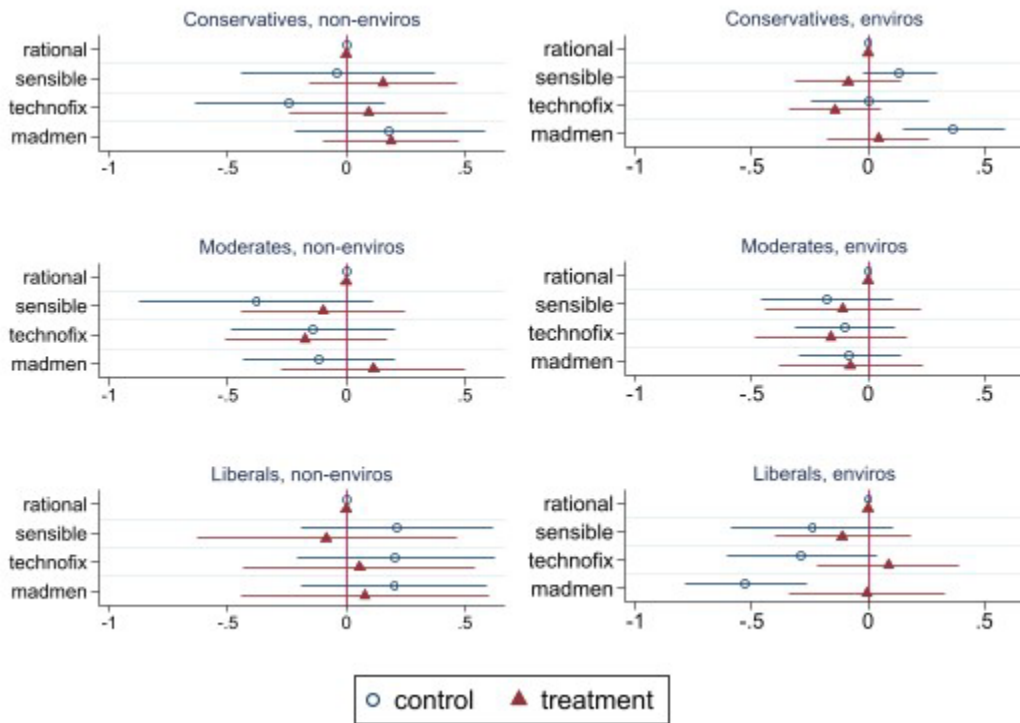 Conservatives, non-enviros
rational
sensible
technofix
madmen
-1 -.5 0 .5
Conservatives, enviros
rational
sensible
technofix
madmen
-1 -.5 0 .5
Moderates, non-enviros
rational
sensible
technofix
madmen
-1 -.5 0 .5
Moderates, enviros
rational
sensible
technofix
madmen
-1 -.5 0 .5
Liberals, non-enviros
rational
sensible
technofix
madmen
-1 -.5 0 .5
Liberals, enviros
rational
sensible
technofix
madmen
-1 -.5 0 .5
control treatment